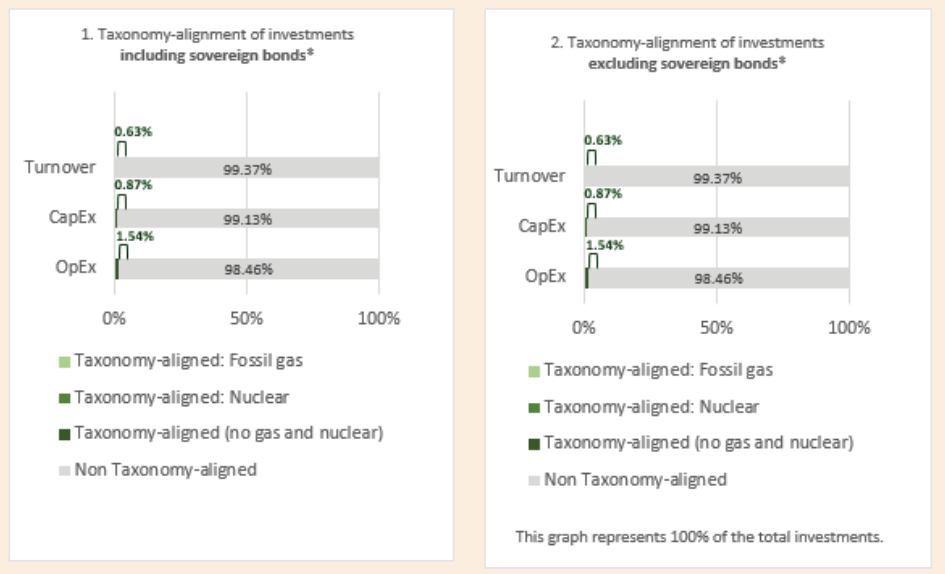 1. Taxonomy-alignment of investments
including sovereign bonds*
0.63%
Turnover
99.37%
0.87%
CapEx
99.13%
1.54%
OpEx
98.46%
0%
50%
100%
Taxonomy-aligned: Fossil gas
Taxonomy-aligned: Nuclear
Taxonomy-aligned (no gas and nuclear)
Non Taxonomy-aligned
2. Taxonomy-alignment of investments
excluding sovereign bonds*
0.63%
Turnover
99.37%
0.87%
CapEx
99.13%
1.54%
OpEx
98.46%
0%
50%
100%
Taxonomy-aligned: Fossil gas
Taxonomy-aligned: Nuclear
Taxonomy-aligned (no gas and nuclear)
Non Taxonomy-aligned
This graph represents 100% of the total investments.